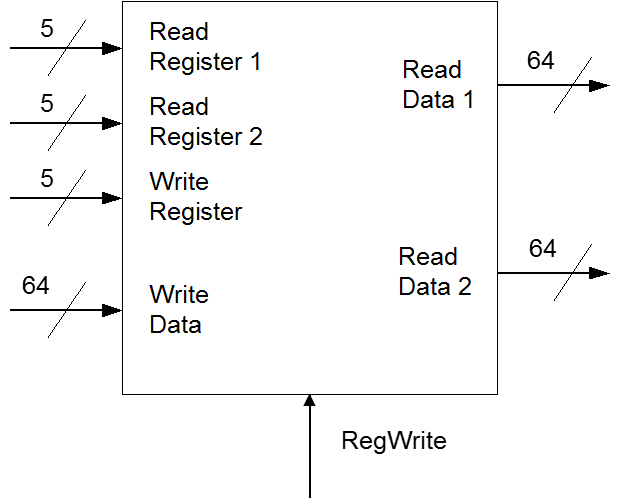 5
Read
Register 1
5
Read
Register 2
5
Write
Register
64
Write
Data
Read
Data 1
64
Read
Data 2
64
RegWrite